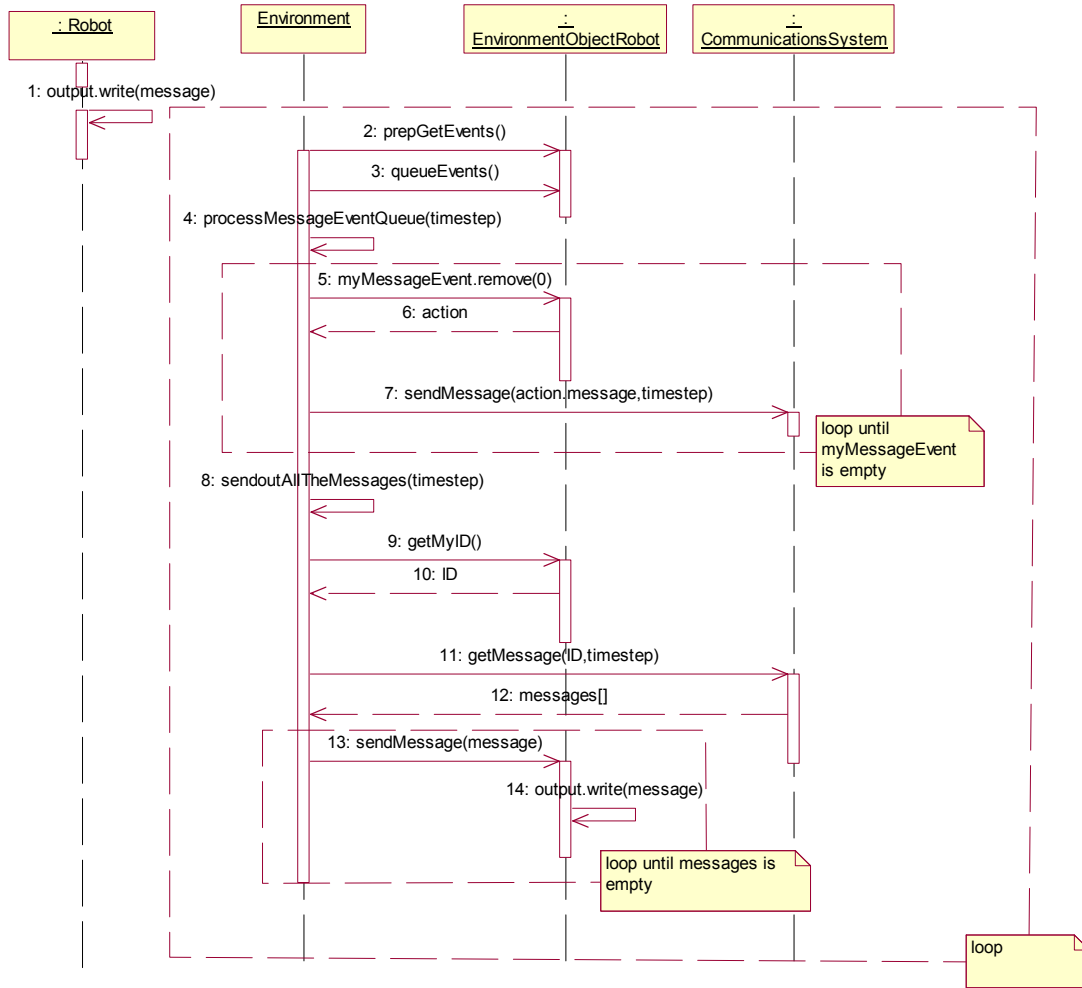 : Robot
Environment
:
EnvironmentObjectRobot
:
CommunicationsSystem
1: output.write(message)
2: prepGetEvents()
3: queueEvents()
4: processMessageEventQueue(timestep)
5: myMessageEvent.remove(0)
6: action
7: sendMessage(action.message,timestep)
loop until
myMessageEvent
is empty
8: sendoutAllTheMessages(timestep)
9: getMyID()
10: ID
11: getMessage(ID,timestep)
12: messages[]
13: sendMessage(message)
14: output.write(message)
loop until messages is
empty
loop